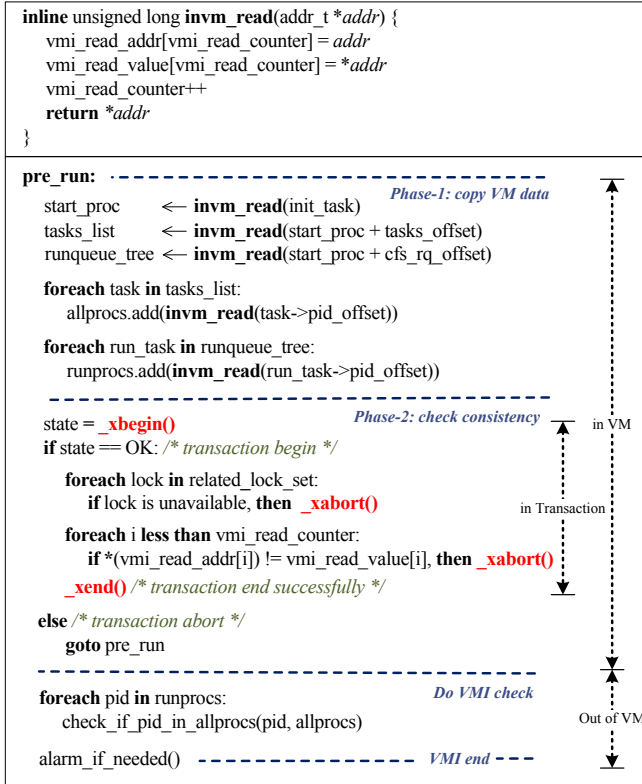 inline unsigned long invm_read(addr_t *addr) {
vmi_read_addr[vmi_read_counter] = addr
vmi_read_value[vmi_read_counter] = *addr
vmi_read_counter++
return *addr
}
pre_run:
Phase-1: copy VM data
start_proc ← invm_read(init_task)
tasks_list ← invm_read(start_proc + tasks_offset)
runqueue_tree ← invm_read(start_proc + cfs_rq_offset)
foreach task in tasks_list:
allprocs.add(invm_read(task->pid_offset))
foreach run_task in runqueue_tree:
runprocs.add(invm_read(run_task->pid_offset))
Phase-2: check consistency
state = _xbegin()
if state == OK: /* transaction begin */
foreach lock in related_lock_set:
if lock is unavailable, then _xabort()
foreach i less than vmi_read_counter:
if *(vmi_read_addr[i]) != vmi_read_value[i], then _xabort()
_xend() /* transaction end successfully */
else /* transaction abort */
goto pre_run
in VM
in Transaction
Do VMI check
foreach pid in runprocs:
check_if_pid_in_allprocs(pid, allprocs)
Out of VM
alarm_if_needed()
VMI end